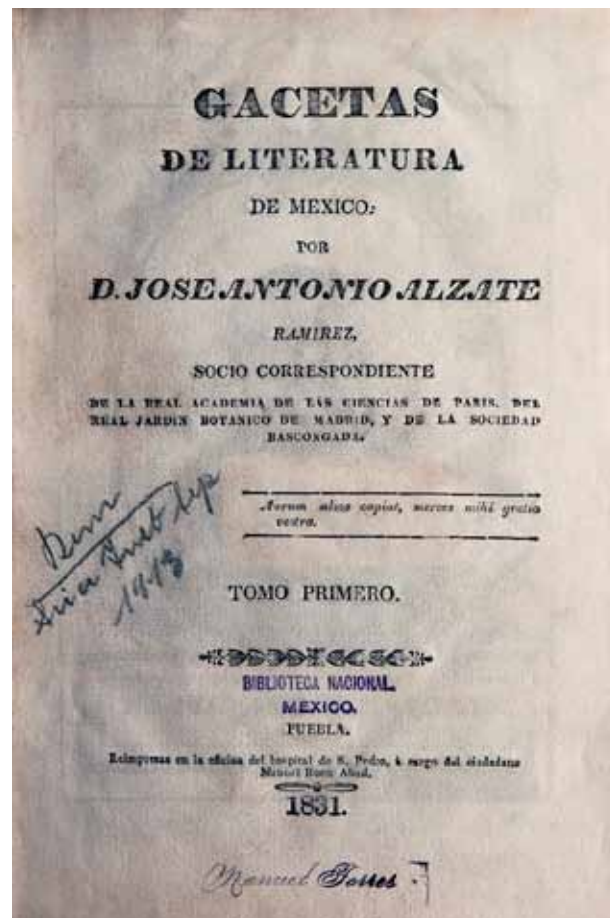 GACETAS
DE LITERATURA
DE MEXICO:
POR
D. JOSE ANTONIO ALZATE
RAMIREZ,
SOCIO CORRESPONDIENTE
DE LA REAL ACADEMIA DE LAS CIENCIAS DE PARIS, DEL
REAL JARDIN BOTANICO DE MADRID, Y DE LA SOCIEDAD
BASCONGADA.
Aurum alius capiat, merces mihi gratia
vestra.
1913
TOMO PRIMERO.
BIBLIOTECA NACIONAL.
MEXICO.
PUEBLA.
Reimpresas en la oficina del hospital de S. Pedro, à cargo del ciudadano
Manuel Buen Abad.
1831.
Manuel Torres